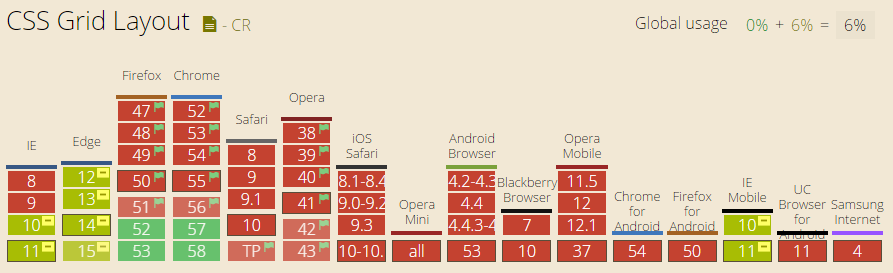 CSS Grid Layout - CR
Global usage 0% + 6% = 6%
IE
8
9
10
11
Edge
12
13
14
15
Firefox
47
48
49
50
51
52
53
Chrome
52
53
54
55
56
57
58
Safari
8
9
9.1
10
TP
Opera
38
39
40
41
42
43
iOS
Safari
8.1-8.4
9.0-9.2
9.3
10-10.
Opera
Mini
all
Android
Browser
4.2-4.3
4.4
4.4.3-4
53
Blackberry
Browser
7
10
Opera
Mobile
11.5
12
12.1
37
Chrome
for
Android
54
Firefox
for
Android
50
IE
Mobile
10
11
UC
Browser
for
Android
11
Samsung
Internet
4